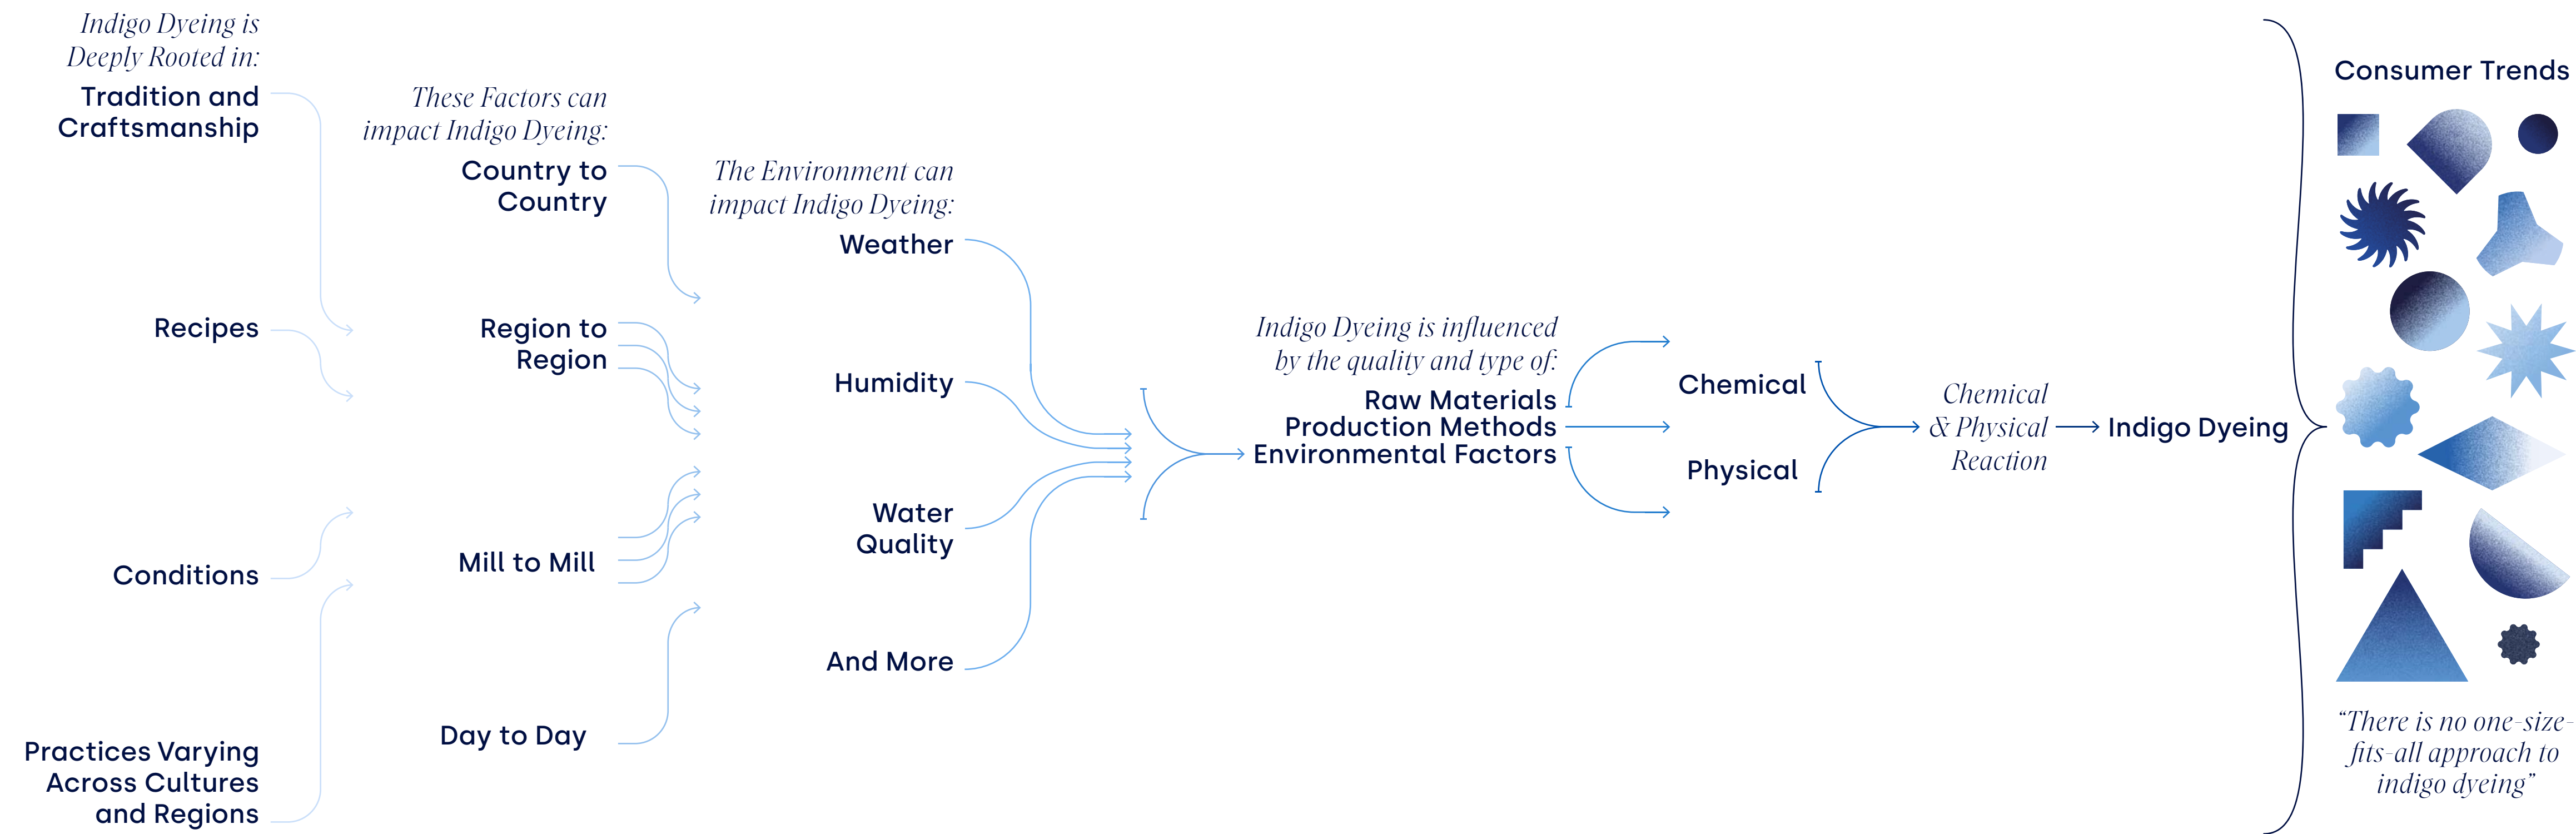 Indigo Dyeing is
Deeply Rooted in:
Tradition and
Craftsmanship
Recipes
Conditions
Practices Varying
Across Cultures
and Regions
These Factors can
impact Indigo Dyeing:
Country to
Country
Region to
Region
Mill to Mill
Day to Day
The Environment can
impact Indigo Dyeing:
Weather
Humidity
Water
Quality
And More
Indigo Dyeing is influenced
by the quality and type of:
Raw Materials
Production Methods
Environmental Factors
Chemical
Physical
Chemical
& Physical
Reaction
Indigo Dyeing
Consumer Trends
“There is no one-size-
fits-all approach to
indigo dyeing”